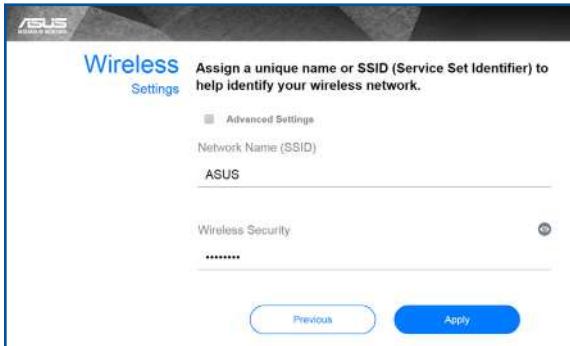 ASUS
Wireless
Settings
Assign a unique name or SSID (Service Set Identifier) to
help identify your wireless network.
Advanced Settings
Network Name (SSID)
ASUS
Wireless Security
••••••••
Previous
Apply